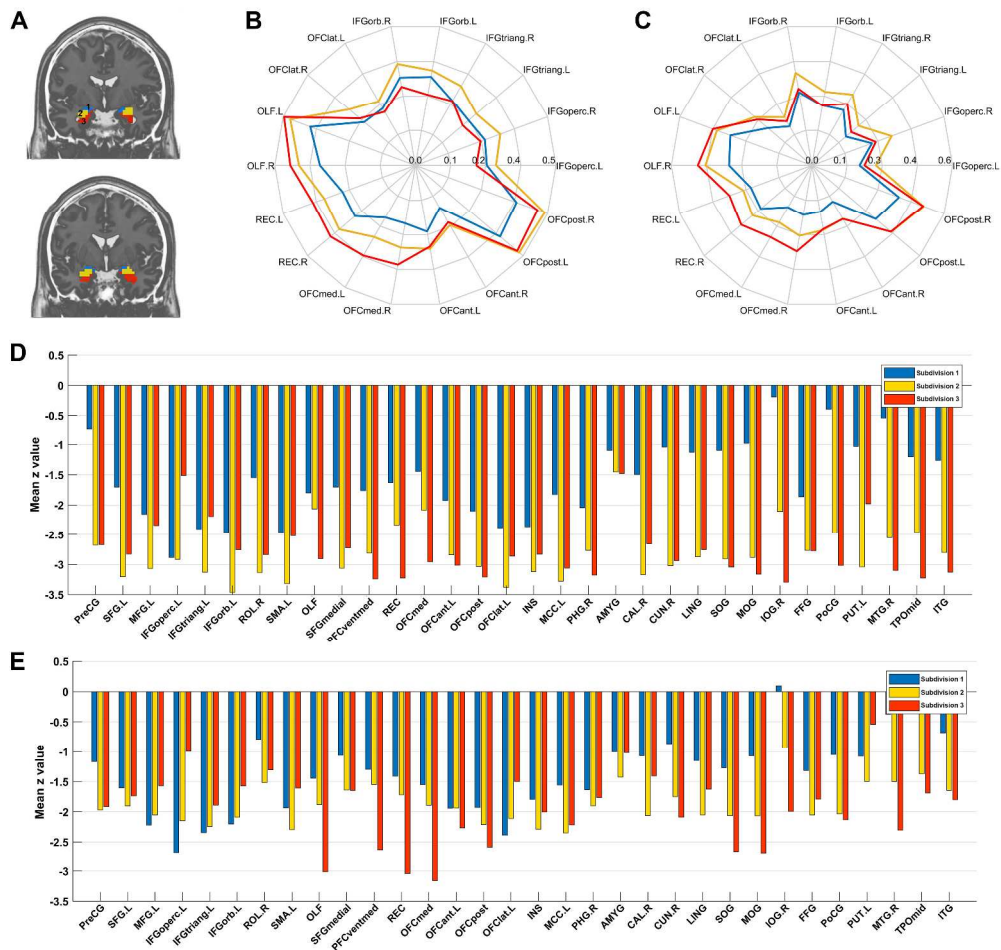 A
1
2
3
B
IFGorb.R
IFGorb.L
OFClat.L
IFGtriang.R
OFClat.R
IFGtriang.L
OLF.L
IFGoperc.R
OLF.R
0.0
0.1
0.2
0.4
0.5
IFGoperc.L
REC.L
OFCpost.R
REC.R
OFCpost.L
OFCmed.L
OFCant.R
OFCmed.R
OFCant.L
C
IFGorb.R
IFGorb.L
OFClat.L
IFGtriang.R
OFClat.R
IFGtriang.L
OLF.L
IFGoperc.R
OLF.R
0.0
0.1
0.3
0.4
0.6
IFGoperc.L
REC.L
OFCpost.R
REC.R
OFCpost.L
OFCmed.L
OFCant.R
OFCmed.R
OFCant.L
D
Mean z value
0.5
0
-0.5
-1
-1.5
-2
-2.5
-3
-3.5
Subdivision 1
Subdivision 2
Subdivision 3
PreCG
SFG.L
MFG.L
IFGoperc.L
IFGtriang.L
IFGorb.L
ROL.R
SMA.L
OLF
SFGmedial
PFCventmed
REC
OFCmed
OFCant.L
OFCpost
OFClat.L
INS
MCC.L
PHG.R
AMYG
CAL.R
CUN.R
LING
SOG
MOG
IOG.R
FFG
PoCG
PUT.L
MTG.R
TPOmid
ITG
E
Mean z value
0.5
0
-0.5
-1
-1.5
-2
-2.5
-3
-3.5
Subdivision 1
Subdivision 2
Subdivision 3
PreCG
SFG.L
MFG.L
IFGoperc.L
IFGtriang.L
IFGorb.L
ROL.R
SMA.L
OLF
SFGmedial
PFCventmed
REC
OFCmed
OFCant.L
OFCpost
OFClat.L
INS
MCC.L
PHG.R
AMYG
CAL.R
CUN.R
LING
SOG
MOG
IOG.R
FFG
PoCG
PUT.L
MTG.R
TPOmid
ITG